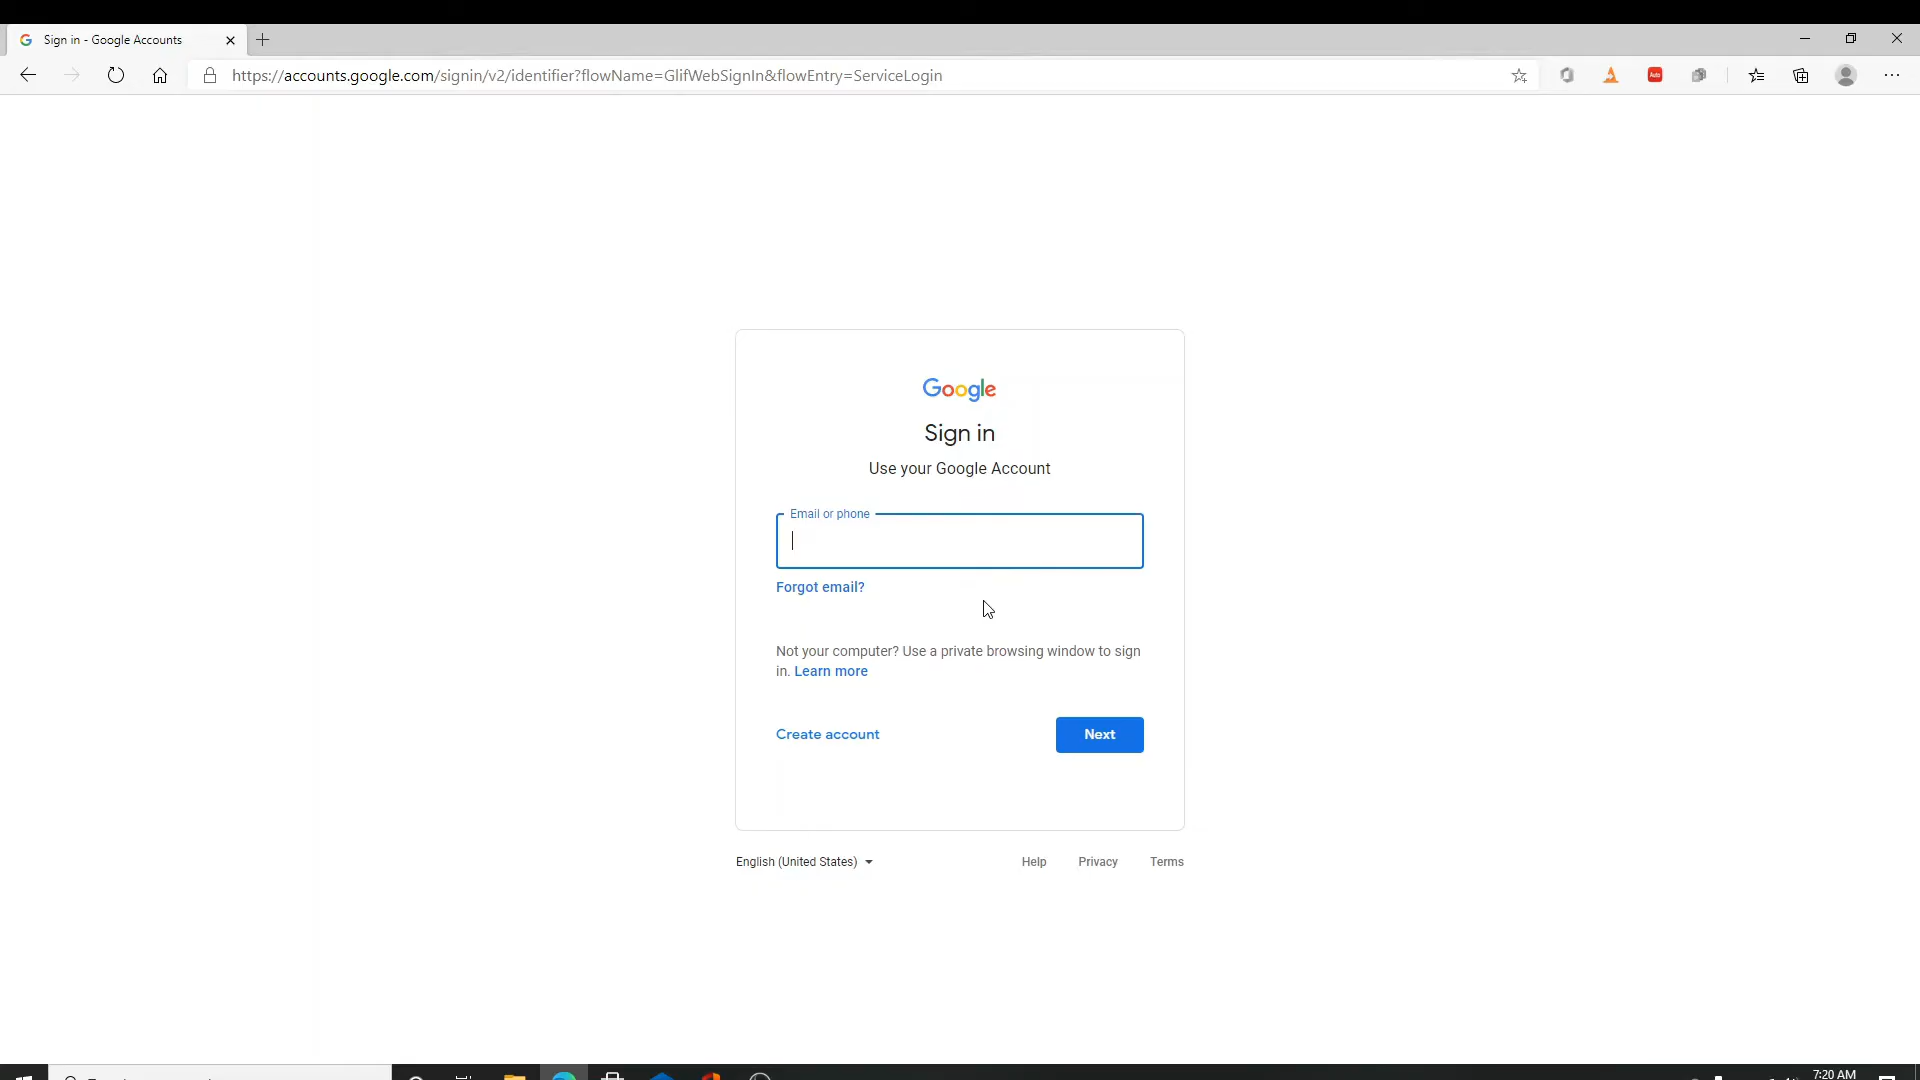 Sign in - Google Accounts
https://accounts.google.com/signin/v2/identifier?flowName=GlifWebSignIn&flowEntry=ServiceLogin
Google
Sign in
Use your Google Account
Email or phone
Forgot email?
Not your computer? Use a private browsing window to sign
in. Learn more
Create account
Next
English (United States)
Help
Privacy
Terms
7:20 AM